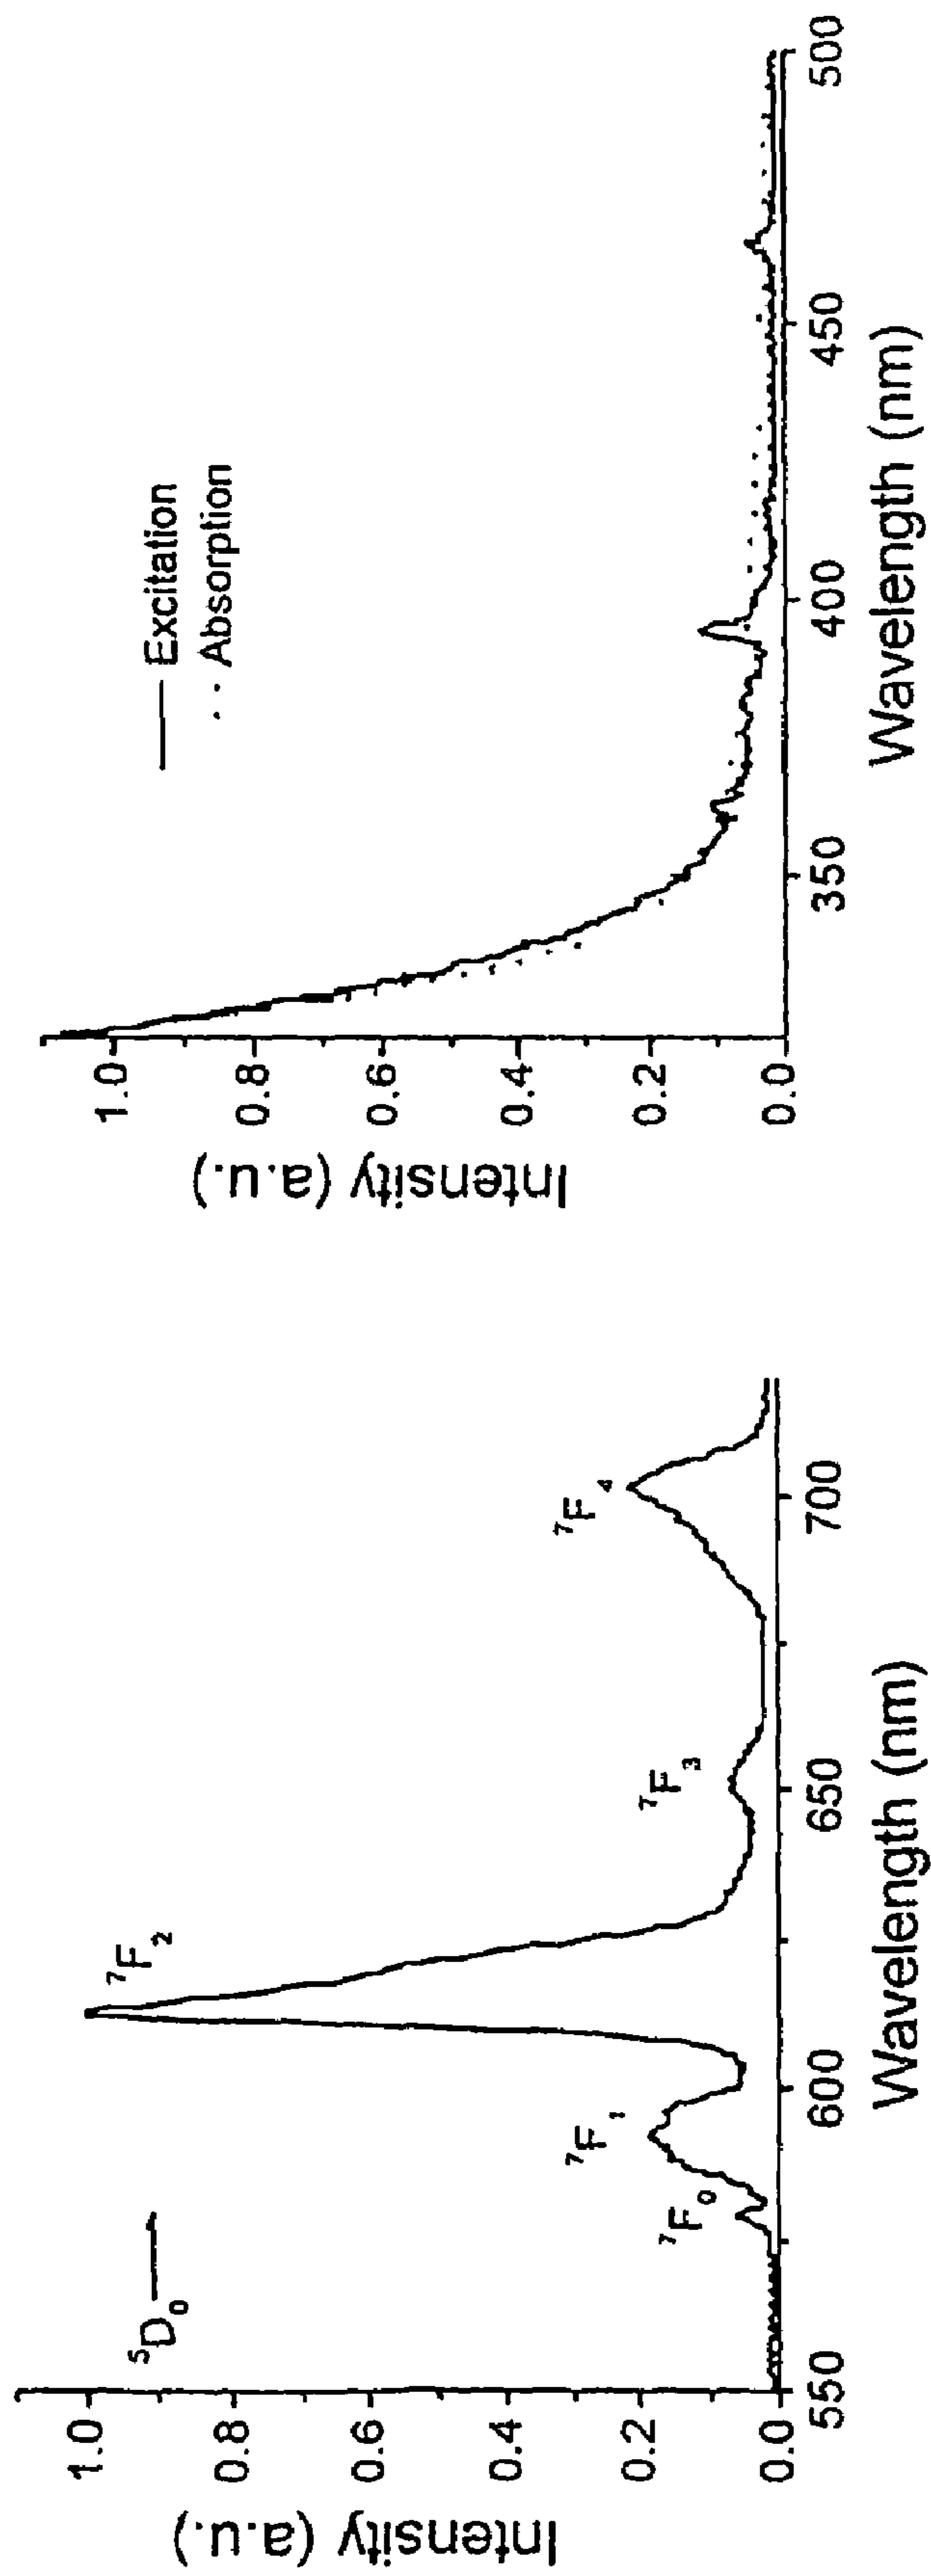 Intensity (a.u.)
1.0
0.8
0.6
0.4
0.2
0.0
⁵D₀
⁷F₀
⁷F₁
⁷F₂
⁷F₃
⁷F₄
550
600
650
700
Wavelength (nm)
Intensity (a.u.)
1.0
0.8
0.6
0.4
0.2
0.0
Excitation
Absorption
350
400
450
500
Wavelength (nm)